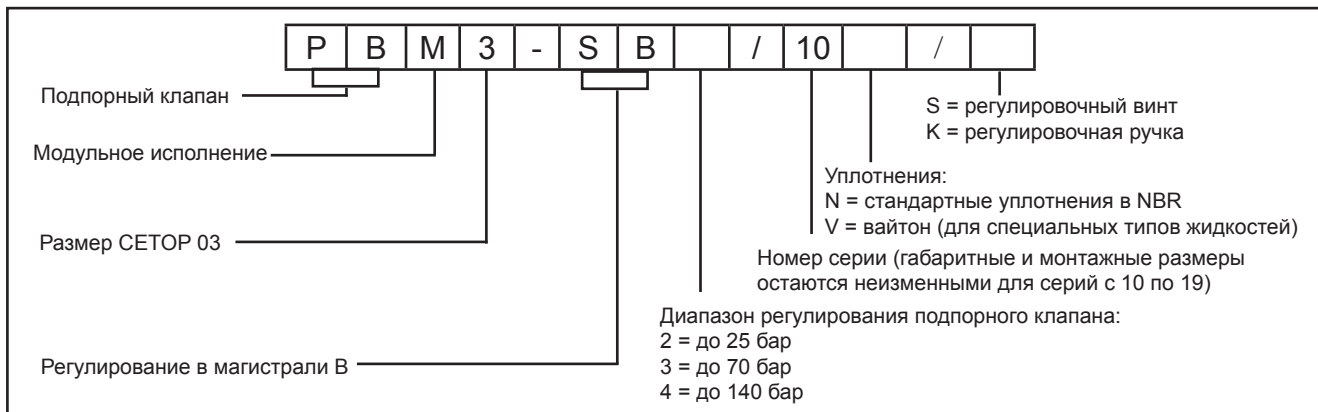 P B M 3 - S B / 10 /
Подпорный клапан
Модульное исполнение
Размер CETOP 03
Регулирование в магистрали В
S = регулировочный винт
K = регулировочная ручка
Уплотнения:
N = стандартные уплотнения в NBR
V = вайтон (для специальных типов жидкостей)
Номер серии (габаритные и монтажные размеры
остаются неизменными для серий с 10 по 19)
Диапазон регулирования подпорного клапана:
2 = до 25 бар
3 = до 70 бар
4 = до 140 бар